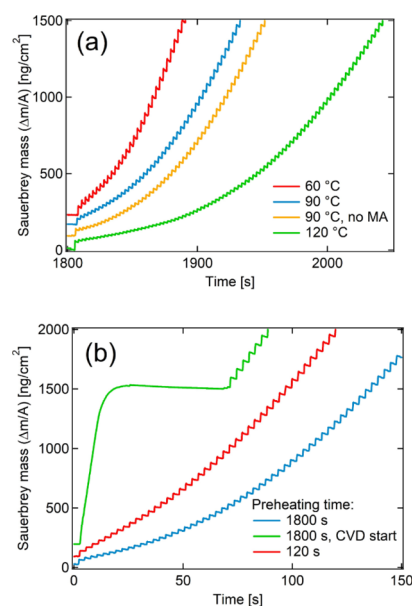 1500
(a)
Sauerbrey mass (Δm/A) [ng/cm²]
1000
500
0
60 °C
90 °C
90 °C, no MA
120 °C
1800
1900
2000
Time [s]
2000
(b)
Sauerbrey mass (Δm/A) [ng/cm²]
1500
1000
500
0
Preheating time:
1800 s
1800 s, CVD start
120 s
0
50
100
150
Time [s]